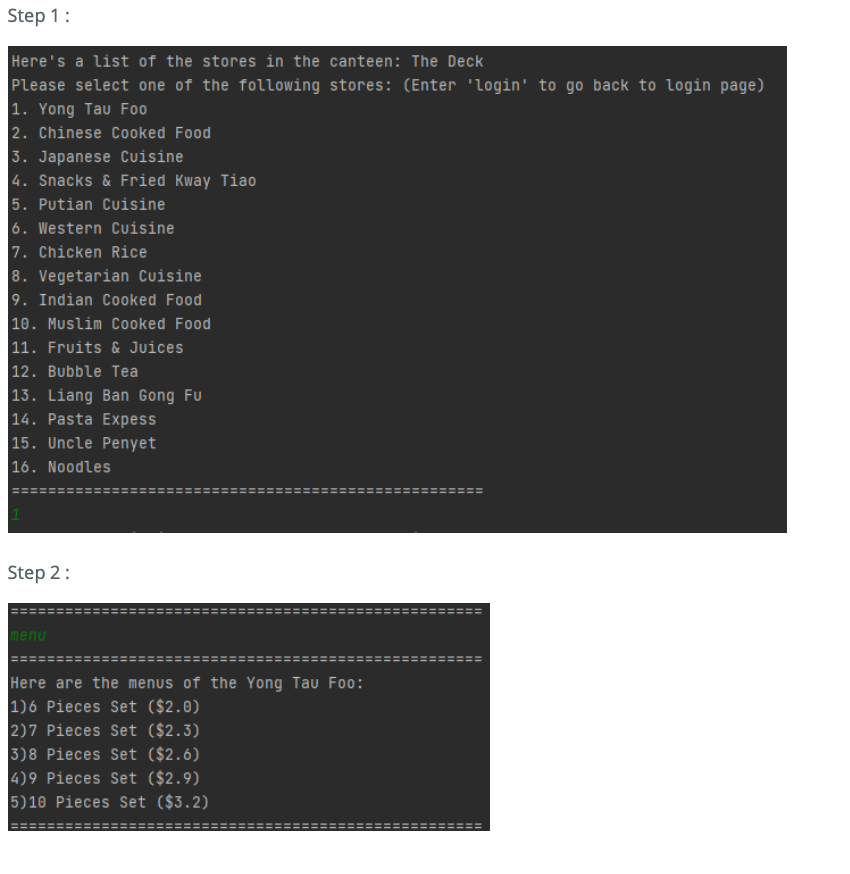 Step 1 :
Here's a list of the stores in the canteen: The Deck
Please select one of the following stores: (Enter 'login' to go back to login page)
1. Yong Tau Foo
2. Chinese Cooked Food
3. Japanese Cuisine
4. Snacks & Fried Kway Tiao
5. Putian Cuisine
6. Western Cuisine
7. Chicken Rice
8. Vegetarian Cuisine
9. Indian Cooked Food
10. Muslim Cooked Food
11. Fruits & Juices
12. Bubble Tea
13. Liang Ban Gong Fu
14. Pasta Expess
15. Uncle Penyet
16. Noodles
====================================================
1
Step 2 :
====================================================
menu
====================================================
Here are the menus of the Yong Tau Foo:
1)6 Pieces Set ($2.0)
2)7 Pieces Set ($2.3)
3)8 Pieces Set ($2.6)
4)9 Pieces Set ($2.9)
5)10 Pieces Set ($3.2)
====================================================